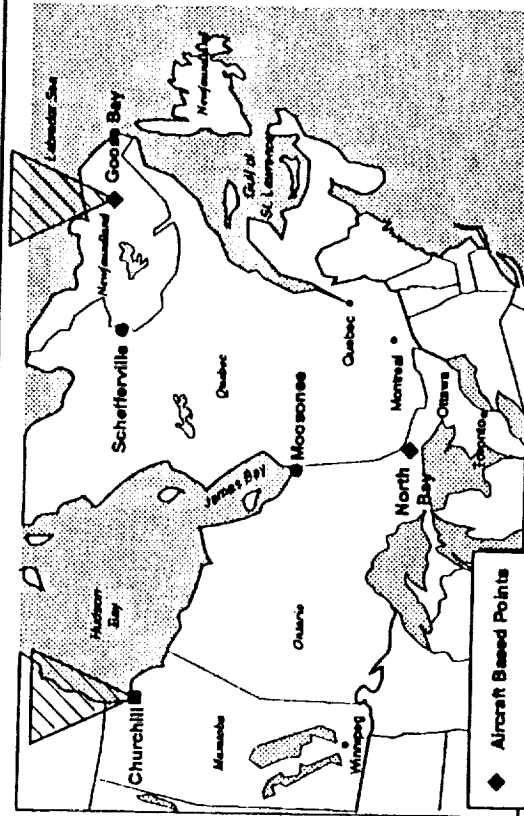 Labrador Sea
Goose Bay
Newfoundland
Newfoundland
Gulf of
St. Lawrence
Schefferville
Quebec
Quebec
Montreal
Ottawa
Toronto
Moosonee
James Bay
North
Bay
Hudson
Bay
Ontario
Churchill
Manitoba
Winnipeg
Aircraft Based Points